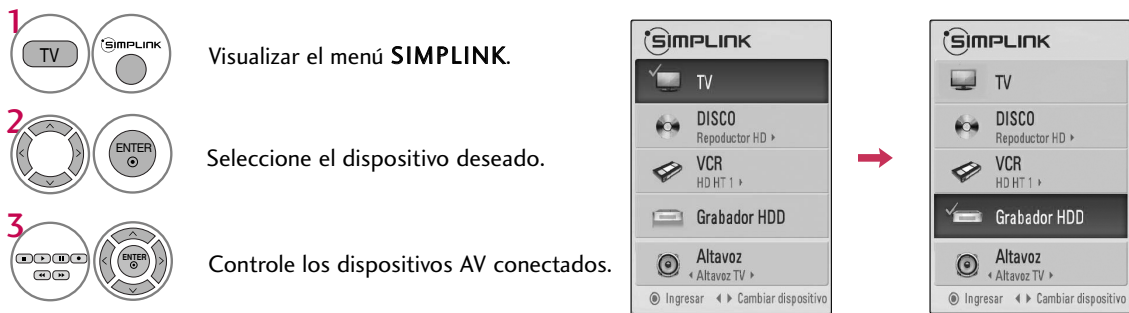 1
TV SIMPLINK
Visualizar el menú SIMPLINK.
2
ENTER
Seleccione el dispositivo deseado.
3
ENTER
Controle los dispositivos AV conectados.
SIMPLINK
TV
DISCO
Repoductor HD
VCR
HD HT 1
Grabador HDD
Altavoz
Altavoz TV
Ingresar Cambiar dispositivo
SIMPLINK
TV
DISCO
Repoductor HD
VCR
HD HT 1
Grabador HDD
Altavoz
Altavoz TV
Ingresar Cambiar dispositivo